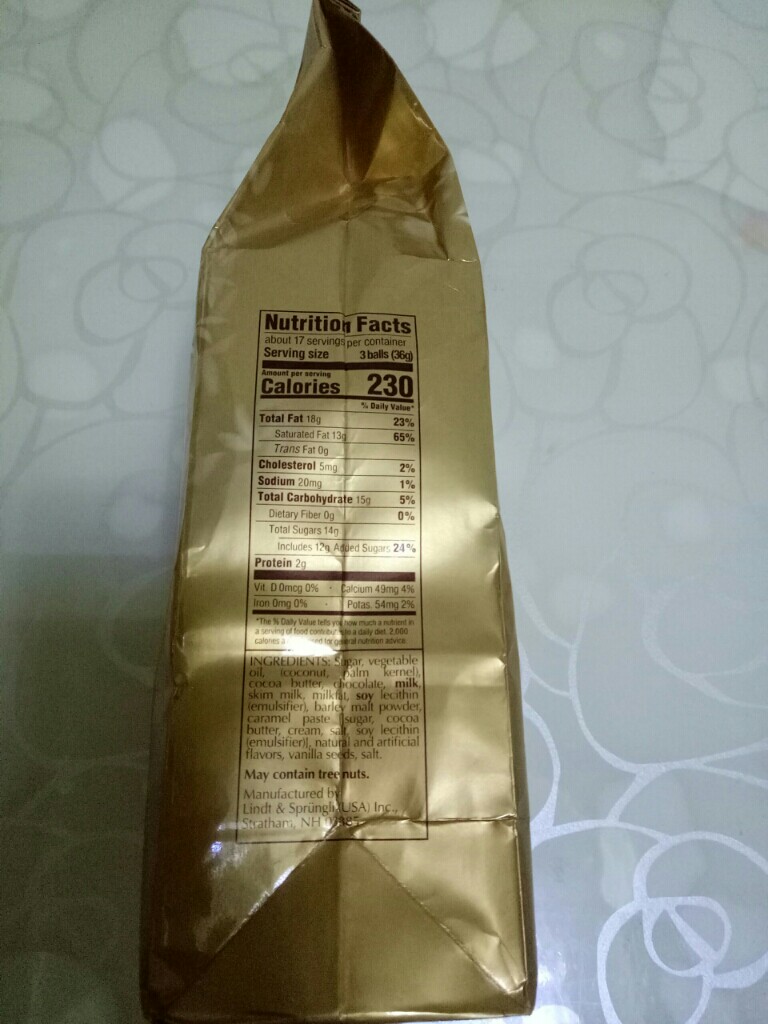 Nutrition Facts
about 17 servings per container
Serving size 3 balls (36g)
Amount per serving
Calories 230
% Daily Value*
Total Fat 18g 23%
Saturated Fat 13g 65%
Trans Fat 0g
Cholesterol 5mg 2%
Sodium 20mg 1%
Total Carbohydrate 15g 5%
Dietary Fiber 0g 0%
Total Sugars 14g
Includes 12g Added Sugars 24%
Protein 2g
Vit. D 0mcg 0% · Calcium 49mg 4%
Iron 0mg 0% · Potas. 54mg 2%
*The % Daily Value tells you how much a nutrient in
a serving of food contributes to a daily diet. 2,000
calories a used for general nutrition advice.
INGREDIENTS: Sugar, vegetable
oil, (coconut, palm kernel),
cocoa butter, chocolate, milk,
skim milk, milkfat, soy lecithin
(emulsifier), barley malt powder,
caramel paste [sugar, cocoa
butter, cream, salt, soy lecithin
(emulsifier)], natural and artificial
flavors, vanilla seeds, salt.
May contain tree nuts.
Manufactured by
Lindt & Sprüngli (USA) Inc.,
Stratham, NH